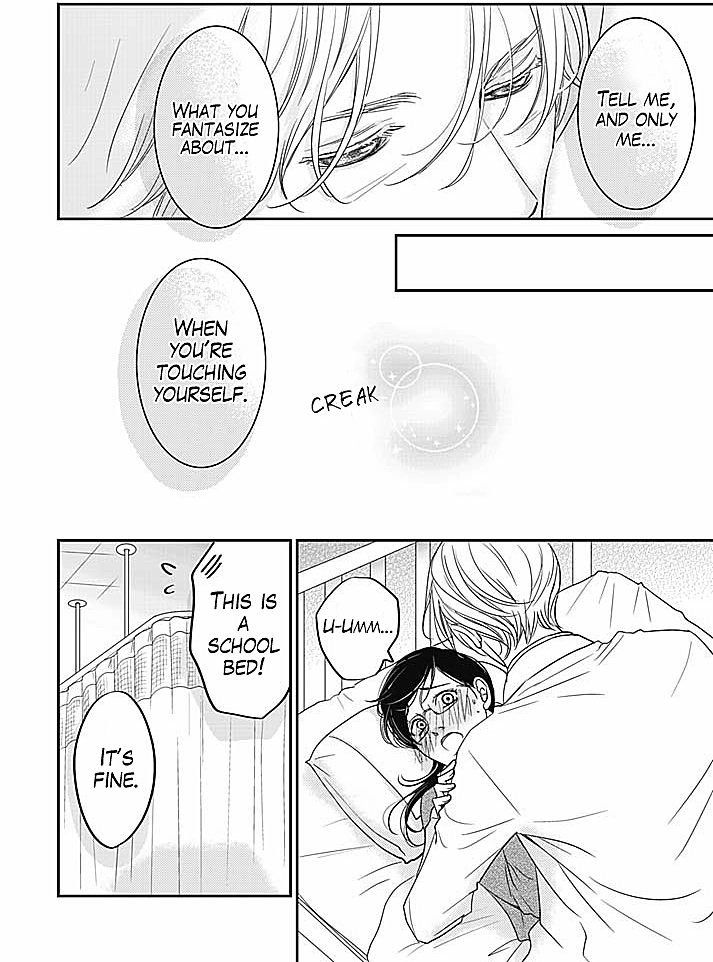 TELL ME,
AND ONLY
ME...
WHAT YOU
FANTASIZE
ABOUT...
WHEN
YOU'RE
TOUCHING
YOURSELF.
CREAK
U-UMM...
THIS IS
A
SCHOOL
BED!
IT'S
FINE.